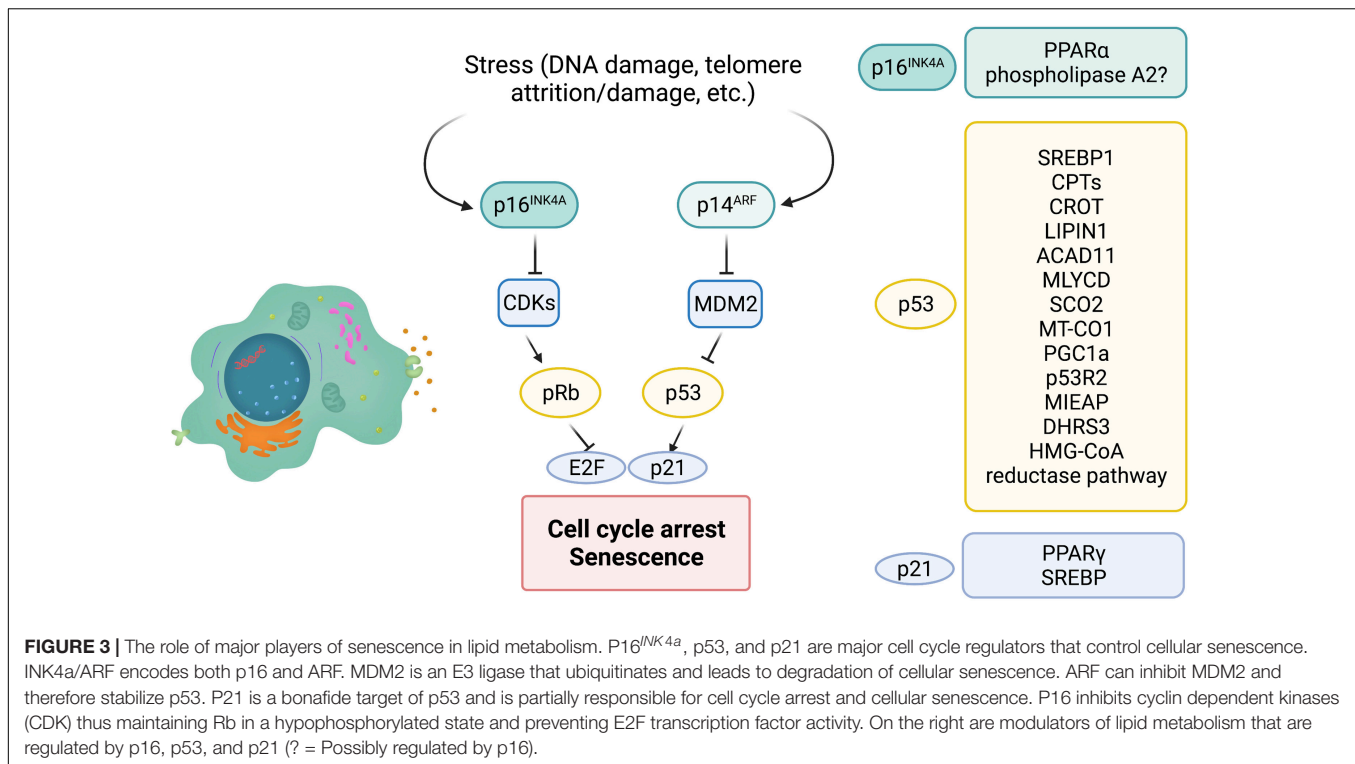 Stress (DNA damage, telomere
attrition/damage, etc.)
p16INK4A
p14ARF
CDKs
MDM2
pRb
p53
E2F
p21
Cell cycle arrest
Senescence
p16INK4A
PPARα
phospholipase A2?
p53
SREBP1
CPTs
CROT
LIPIN1
ACAD11
MLYCD
SCO2
MT-CO1
PGC1a
p53R2
MIEAP
DHRS3
HMG-CoA
reductase pathway
p21
PPARγ
SREBP
FIGURE 3 | The role of major players of senescence in lipid metabolism. P16INK4a, p53, and p21 are major cell cycle regulators that control cellular senescence.
INK4a/ARF encodes both p16 and ARF. MDM2 is an E3 ligase that ubiquitinates and leads to degradation of cellular senescence. ARF can inhibit MDM2 and
therefore stabilize p53. P21 is a bonafide target of p53 and is partially responsible for cell cycle arrest and cellular senescence. P16 inhibits cyclin dependent kinases
(CDK) thus maintaining Rb in a hypophosphorylated state and preventing E2F transcription factor activity. On the right are modulators of lipid metabolism that are
regulated by p16, p53, and p21 (? = Possibly regulated by p16).